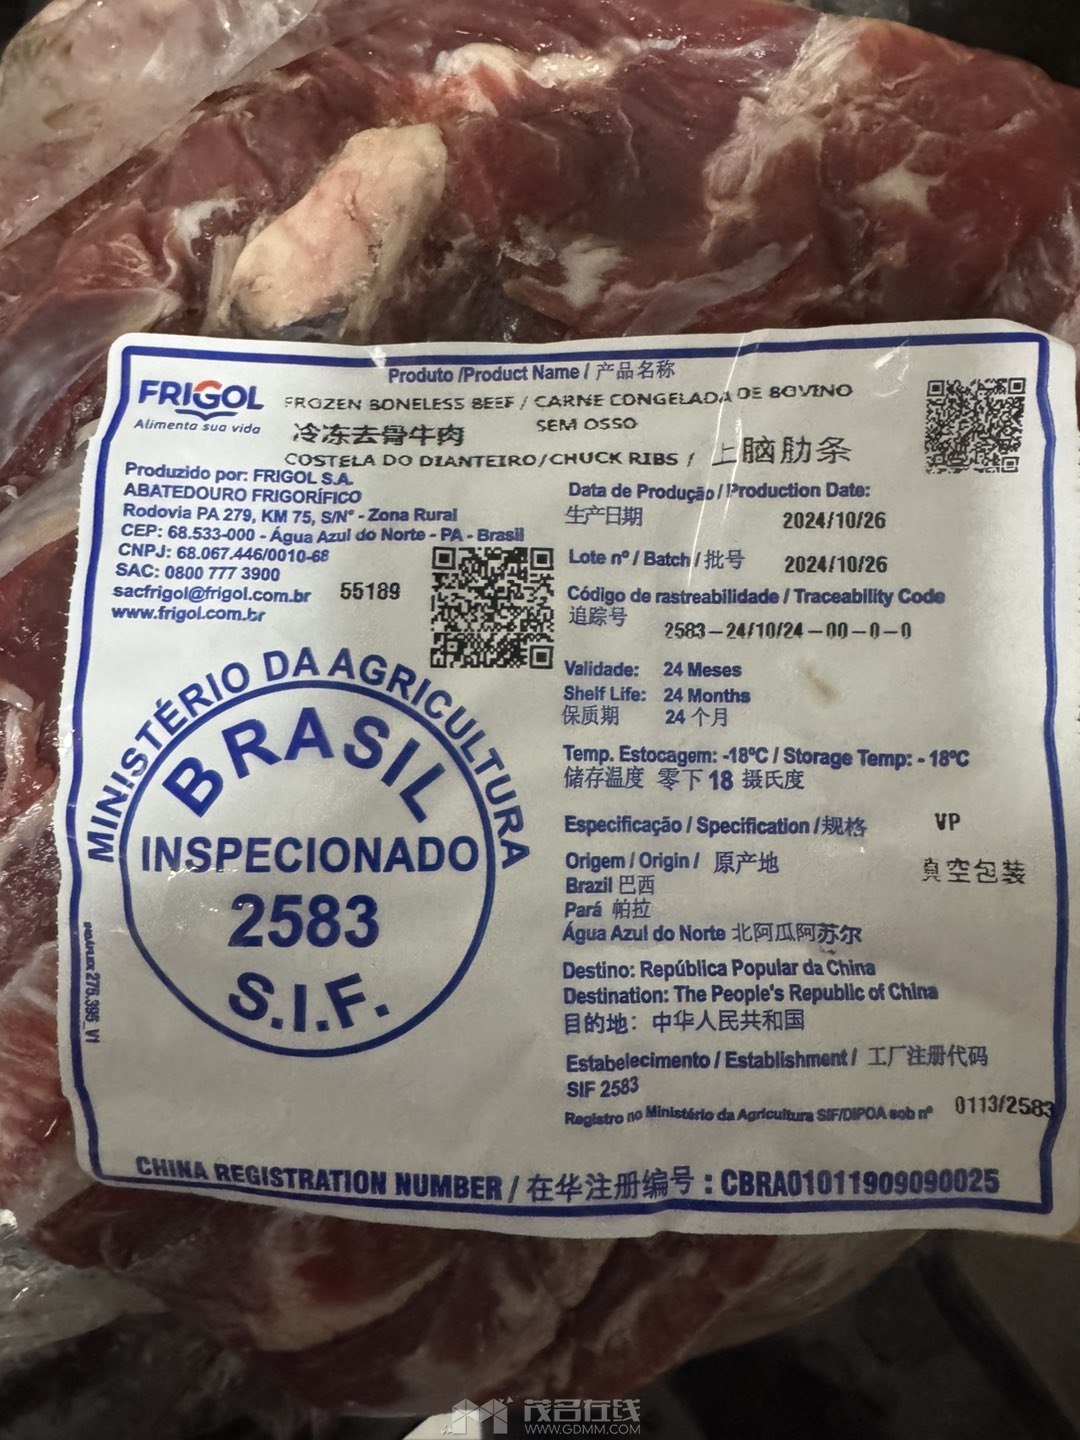 Produto /Product Name / 产品名称
FRIGOL
Alimenta sua vida
FROZEN BONELESS BEEF / CARNE CONGELADA DE BOVINO
SEM OSSO
冷冻去骨牛肉
COSTELA DO DIANTEIRO/CHUCK RIBS / 上脑肋条
Produzido por: FRIGOL S.A.
ABATEDOURO FRIGORÍFICO
Rodovia PA 279, KM 75, S/Nº - Zona Rural
CEP: 68.533-000 - Água Azul do Norte - PA - Brasil
CNPJ: 68.067.446/0010-68
SAC: 0800 777 3900
sacfrigol@frigol.com.br
www.frigol.com.br
55189
Data de Produção / Production Date:
生产日期 2024/10/26
Lote nº / Batch / 批号 2024/10/26
Código de rastreabilidade / Traceability Code
追踪号
2583-24/10/24-00-0-0
Validade: 24 Meses
Shelf Life: 24 Months
保质期 24 个月
Temp. Estocagem: -18ºC / Storage Temp: - 18ºC
储存温度 零下 18 摄氏度
Especificação / Specification /规格 VP
真空包装
Origem / Origin / 原产地
Brazil 巴西
Pará 帕拉
Água Azul do Norte 北阿瓜阿苏尔
Destino: República Popular da China
Destination: The People's Republic of China
目的地：中华人民共和国
Estabelecimento / Establishment / 工厂注册代码
SIF 2583
Registro no Ministério da Agricultura SIF/DIPOA sob nº 0113/2583
MINISTÉRIO DA AGRICULTURA
BRASIL
INSPECIONADO
2583
S.I.F.
275.395_V1
CHINA REGISTRATION NUMBER / 在华注册编号 : CBRA01011909090025
茂名在线
WWW.GDMM.COM